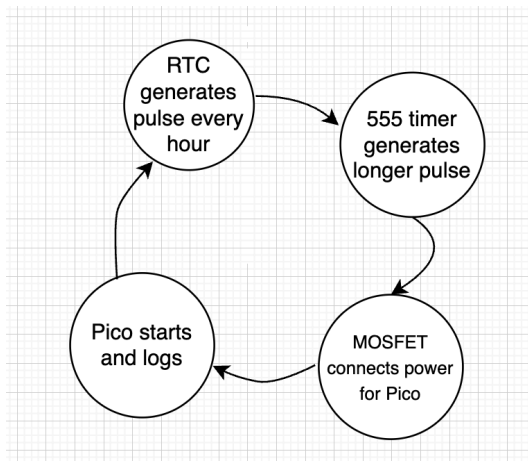 RTC
generates
pulse every
hour
555 timer
generates
longer pulse
MOSFET
connects power
for Pico
Pico starts
and logs